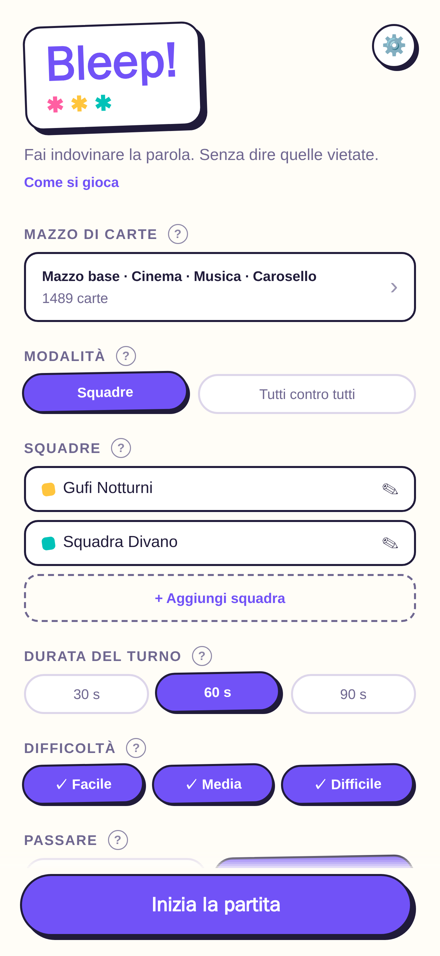 Bleep!
Fai indovinare la parola. Senza dire quelle vietate.
Come si gioca
MAZZO DI CARTE ?
Mazzo base · Cinema · Musica · Carosello
1489 carte
MODALITÀ ?
Squadre
Tutti contro tutti
SQUADRE ?
Gufi Notturni
Squadra Divano
+ Aggiungi squadra
DURATA DEL TURNO ?
30 s
60 s
90 s
DIFFICOLTÀ ?
✓ Facile
✓ Media
✓ Difficile
PASSARE ?
Inizia la partita